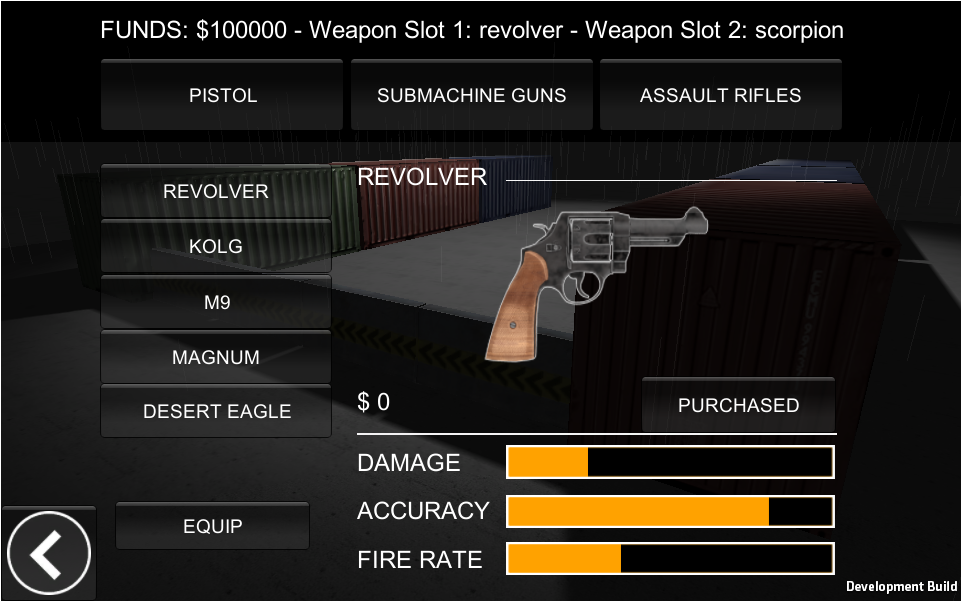 FUNDS: $100000 - Weapon Slot 1: revolver - Weapon Slot 2: scorpion
PISTOL
SUBMACHINE GUNS
ASSAULT RIFLES
REVOLVER
KOLG
M9
MAGNUM
DESERT EAGLE
REVOLVER
$ 0
PURCHASED
DAMAGE
ACCURACY
FIRE RATE
EQUIP
Development Build